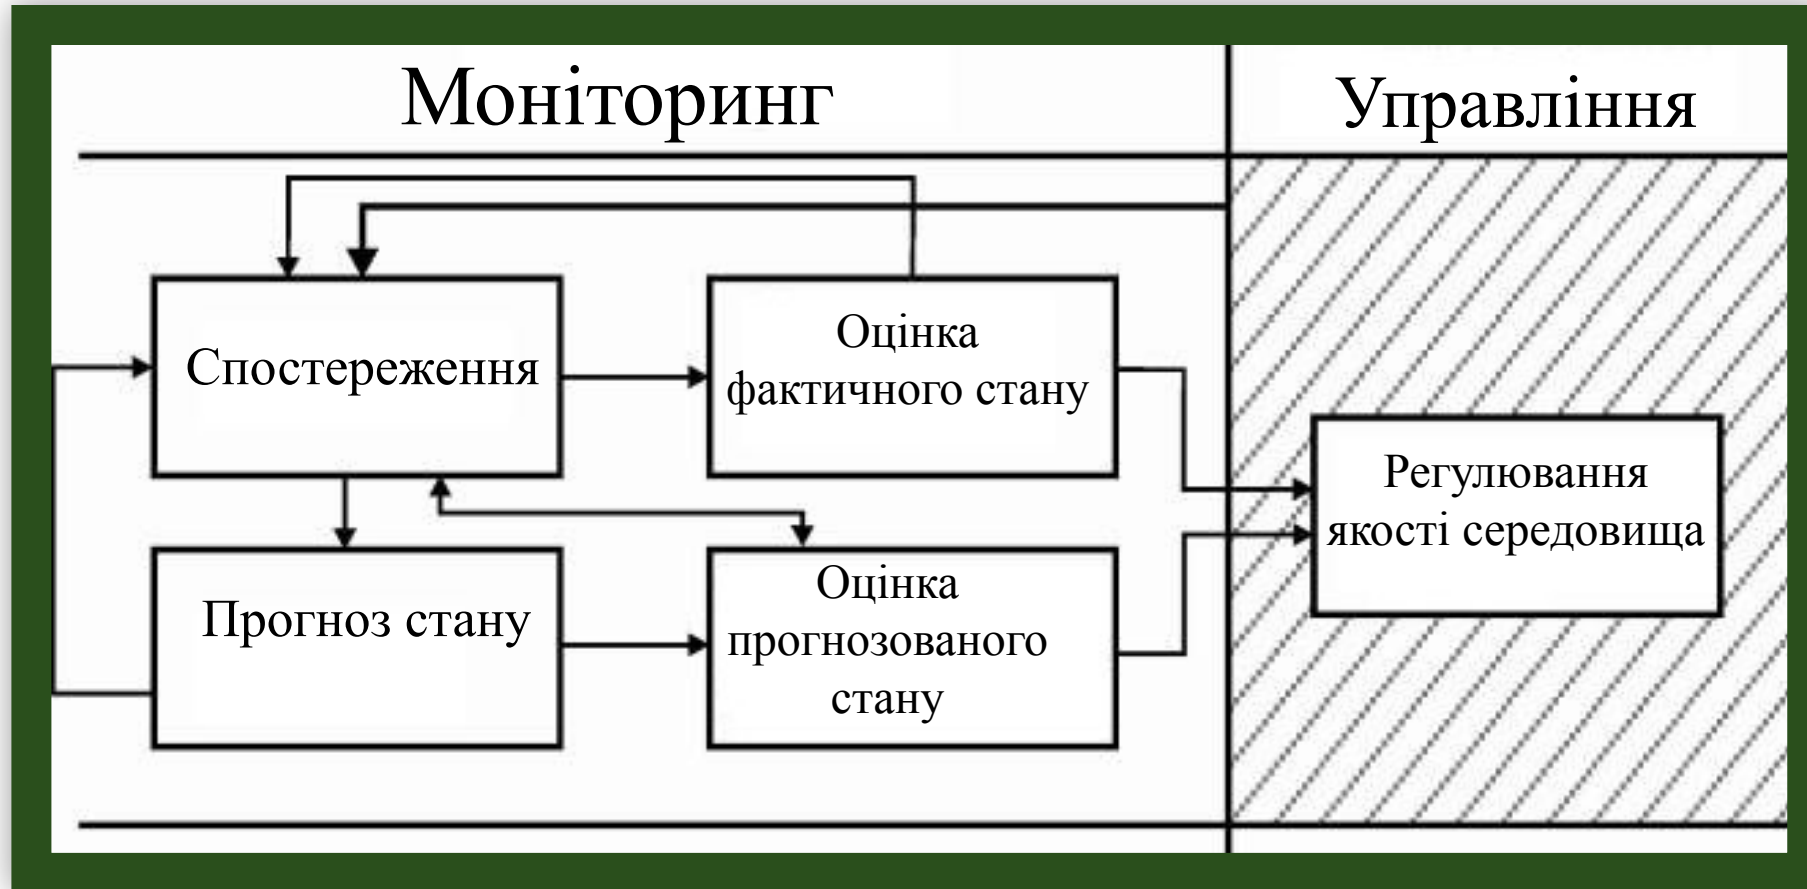 Моніторинг
Управління
Спостереження
Оцінка
фактичного стану
Регулювання
якості середовища
Прогноз стану
Оцінка
прогнозованого
стану